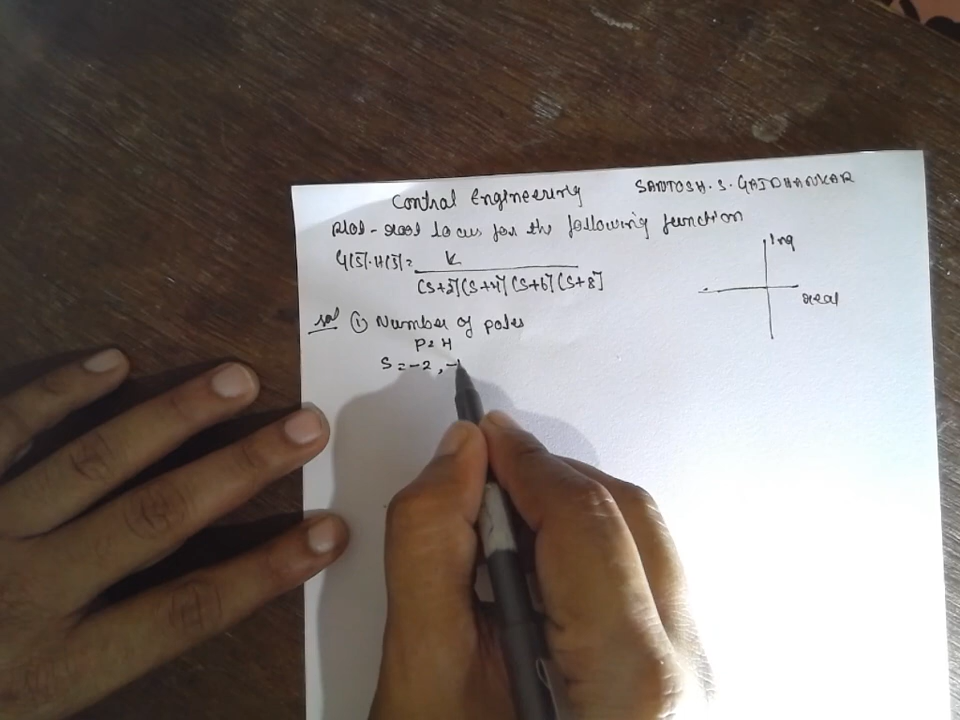 Control Engineering
SANTOSH. S. GAIDHANKAR
Plot - root locus for the following function
G(s)·H(s) = K
(s+2)(s+4)(s+6)(s+8)
Img
real
Sol ① Number of poles
P = 4
S = -2, -